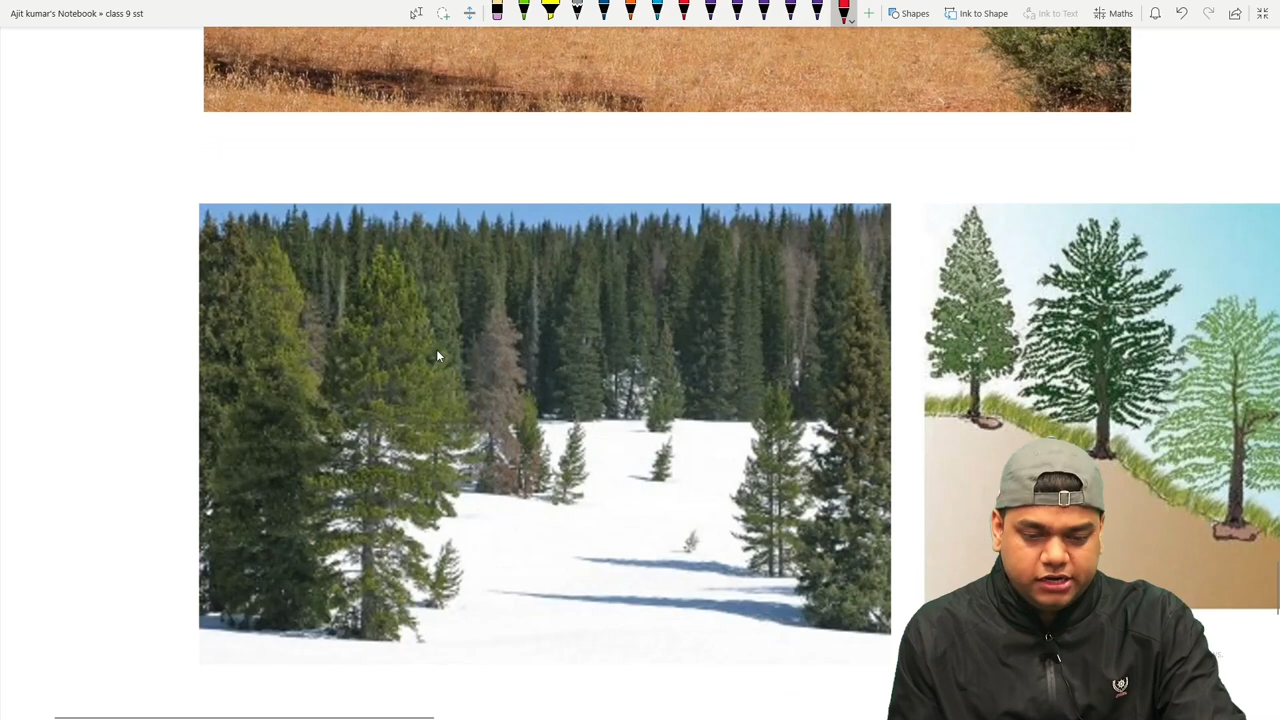 Ajit kumar's Notebook » class 9 sst
Shapes
Ink to Shape
Ink to Text
Maths